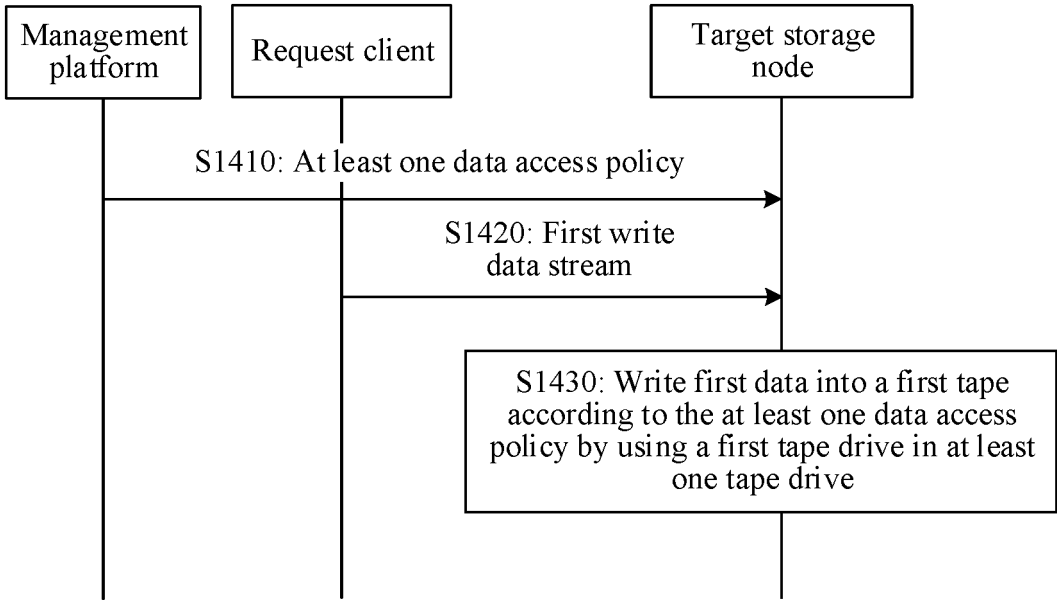 Management
platform
Request client
Target storage
node
S1410: At least one data access policy
S1420: First write
data stream
S1430: Write first data into a first tape
according to the at least one data access
policy by using a first tape drive in at least
one tape drive